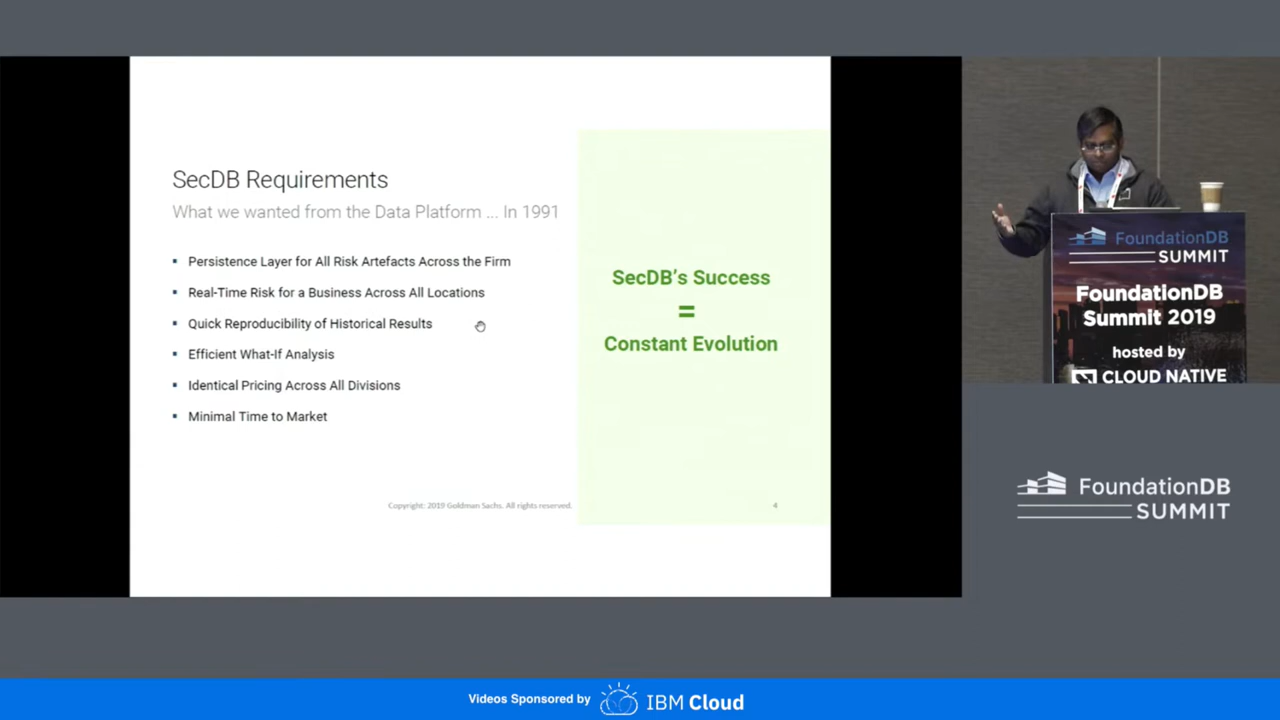 SecDB Requirements
What we wanted from the Data Platform ... In 1991
▪ Persistence Layer for All Risk Artefacts Across the Firm
▪ Real-Time Risk for a Business Across All Locations
▪ Quick Reproducibility of Historical Results
▪ Efficient What-If Analysis
▪ Identical Pricing Across All Divisions
▪ Minimal Time to Market
SecDB's Success
=
Constant Evolution
Copyright: 2019 Goldman Sachs. All rights reserved.
4
FoundationDB
SUMMIT
FoundationDB
Summit 2019
hosted by
CLOUD NATIVE
FoundationDB
SUMMIT
Videos Sponsored by
IBM Cloud